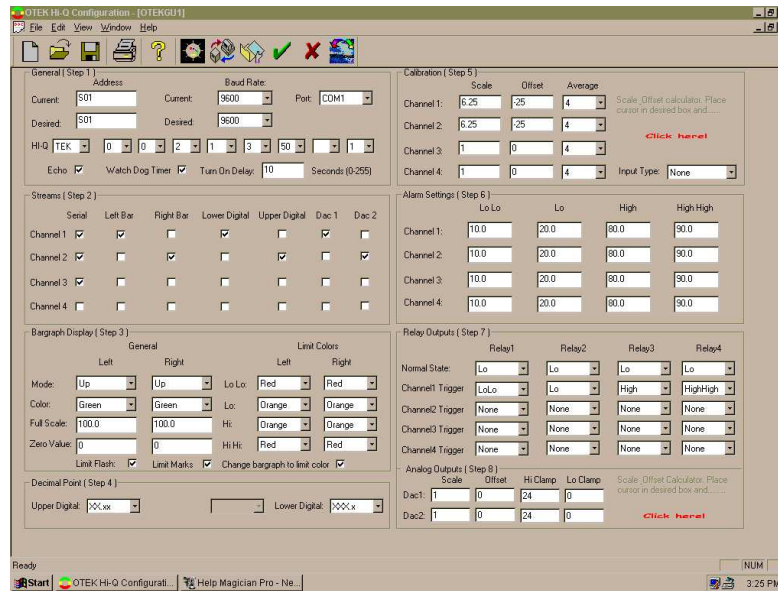 OTEK Hi-Q Configuration - [OTEKGU1]
File Edit View Window Help
General ( Step 1 )
Address Baud Rate:
Current: S01 Current: 9600 Port: COM1
Desired: S01 Desired: 9600
HI-Q TEK 0 0 2 1 3 50 1
Echo Watch Dog Timer Turn On Delay: 10 Seconds (0-255)
Streams ( Step 2 )
Serial Left Bar Right Bar Lower Digital Upper Digital Dac 1 Dac 2
Channel 1
Channel 2
Channel 3
Channel 4
Bargraph Display ( Step 3 )
General Limit Colors
Left Right Left Right
Mode: Up Up Lo Lo: Red Red
Color: Green Green Lo: Orange Orange
Full Scale: 100.0 100.0 Hi: Orange Orange
Zero Value: 0 0 Hi Hi: Red Red
Limit Flash: Limit Marks Change bargraph to limit color
Decimal Point ( Step 4 )
Upper Digital: XX.xx Lower Digital: XXX.x
Calibration ( Step 5 )
Scale Offset Average
Channel 1: 6.25 -25 4
Channel 2: 6.25 -25 4
Channel 3: 1 0 4
Channel 4: 1 0 4
Scale_Offset calculator. Place
cursor in desired box and......
Click here!
Input Type: None
Alarm Settings ( Step 6 )
Lo Lo Lo High High High
Channel 1: 10.0 20.0 80.0 90.0
Channel 2: 10.0 20.0 80.0 90.0
Channel 3: 10.0 20.0 80.0 90.0
Channel 4: 10.0 20.0 80.0 90.0
Relay Outputs ( Step 7 )
Relay1 Relay2 Relay3 Relay4
Normal State: Lo Lo Lo Lo
Channel1 Trigger LoLo Lo High HighHigh
Channel2 Trigger None None None None
Channel3 Trigger None None None None
Channel4 Trigger None None None None
Analog Outputs ( Step 8 )
Scale Offset Hi Clamp Lo Clamp
Dac1: 1 0 24 0
Dac2: 1 0 24 0
Scale_Offset Calculator. Place
cursor in desired box and.......
Click here!
Ready NUM
Start OTEK Hi-Q Configurati... Help Magician Pro - Ne... 3:25 PM